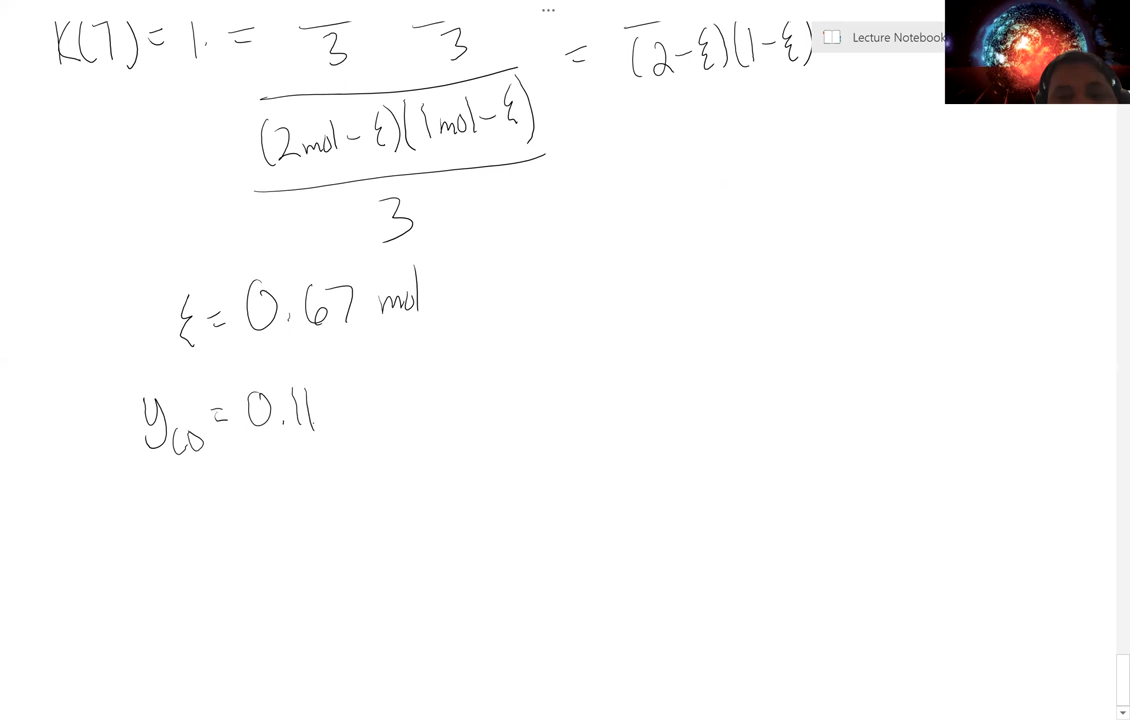 K(T) = 1. = 3 3 = (2-ξ)(1-ξ)
Lecture Notebook
(2mol - ξ)(1mol - ξ)
3
ξ = 0.67 mol
y_CO = 0.11